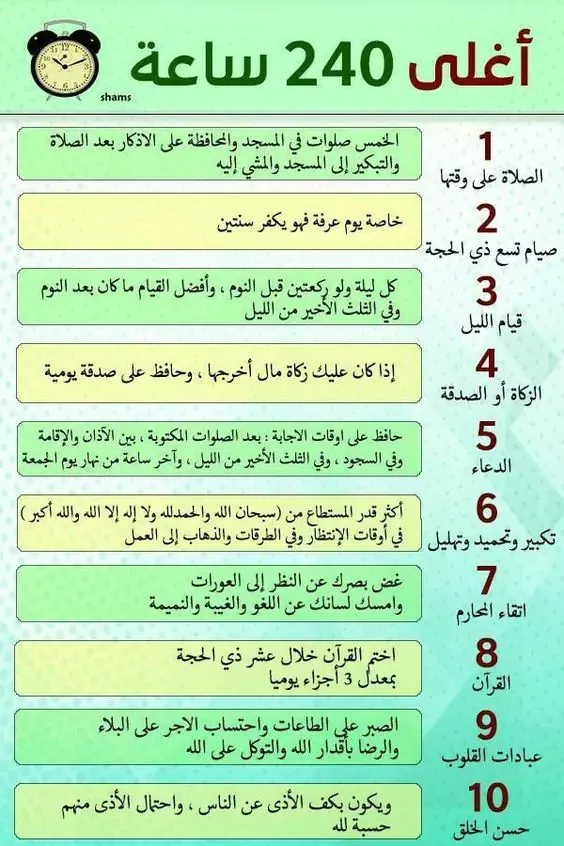 أغلى 240 ساعة
shams
1
الصلاة على وقتها
الخمس صلوات في المسجد والمحافظة على الاذكار بعد الصلاة
والتبكير إلى المسجد والمشي إليه
2
صيام تسع ذي الحجة
خاصة يوم عرفة فهو يكفر سنتين
3
قيام الليل
كل ليلة ولو ركعتين قبل النوم ، وأفضل القيام ما كان بعد النوم
وفي الثلث الأخير من الليل
4
الزكاة أو الصدقة
إذا كان عليك زكاة مال أخرجها ، وحافظ على صدقة يومية
5
الدعاء
حافظ على اوقات الاجابة : بعد الصلوات المكتوبة ، بين الآذان والإقامة
وفي السجود ، وفي الثلث الأخير من الليل ، وآخر ساعة من نهار يوم الجمعة
6
تكبير وتحميد وتهليل
أكثر قدر المستطاع من (سبحان الله والحمدلله ولا إله إلا الله والله أكبر )
في أوقات الإنتظار وفي الطرقات والذهاب إلى العمل
7
اتقاء المحارم
غض بصرك عن النظر إلى العورات
وامسك لسانك عن اللغو والغيبة والنميمة
8
القرآن
اختم القرآن خلال عشر ذي الحجة
بمعدل 3 أجزاء يوميا
9
عبادات القلوب
الصبر على الطاعات واحتساب الاجر على البلاء
والرضا بأقدار الله والتوكل على الله
10
حسن الخلق
ويكون بكف الأذى عن الناس ، واحتمال الأذى منهم
حسبة لله